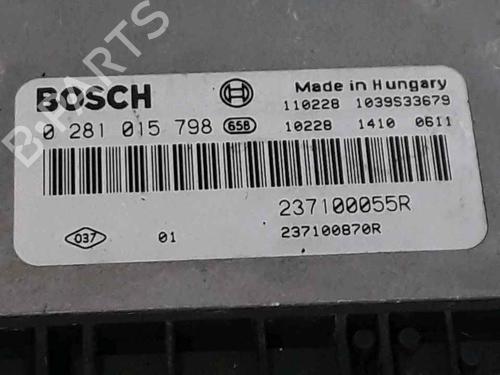 B-PARTS
BOSCH
Made in Hungary
110228 1039S33679
0 281 015 798 658
10228 1410 0611
237100055R
037
01
237100870R